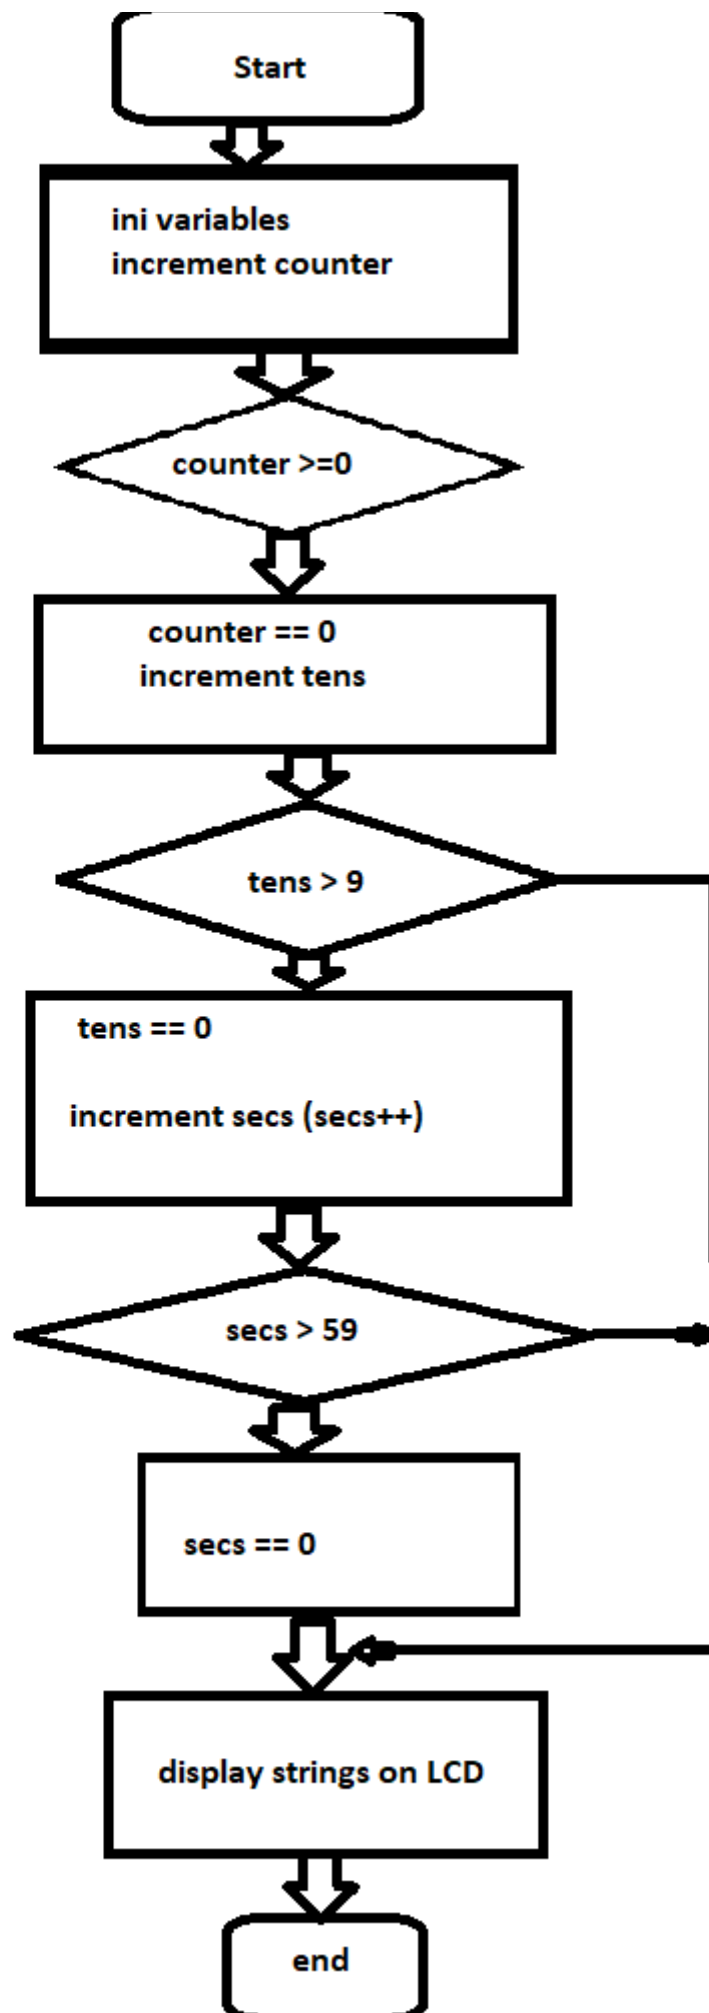 Start
ini variables
increment counter
counter >=0
counter == 0
increment tens
tens > 9
tens == 0
increment secs (secs++)
secs > 59
secs == 0
display strings on LCD
end